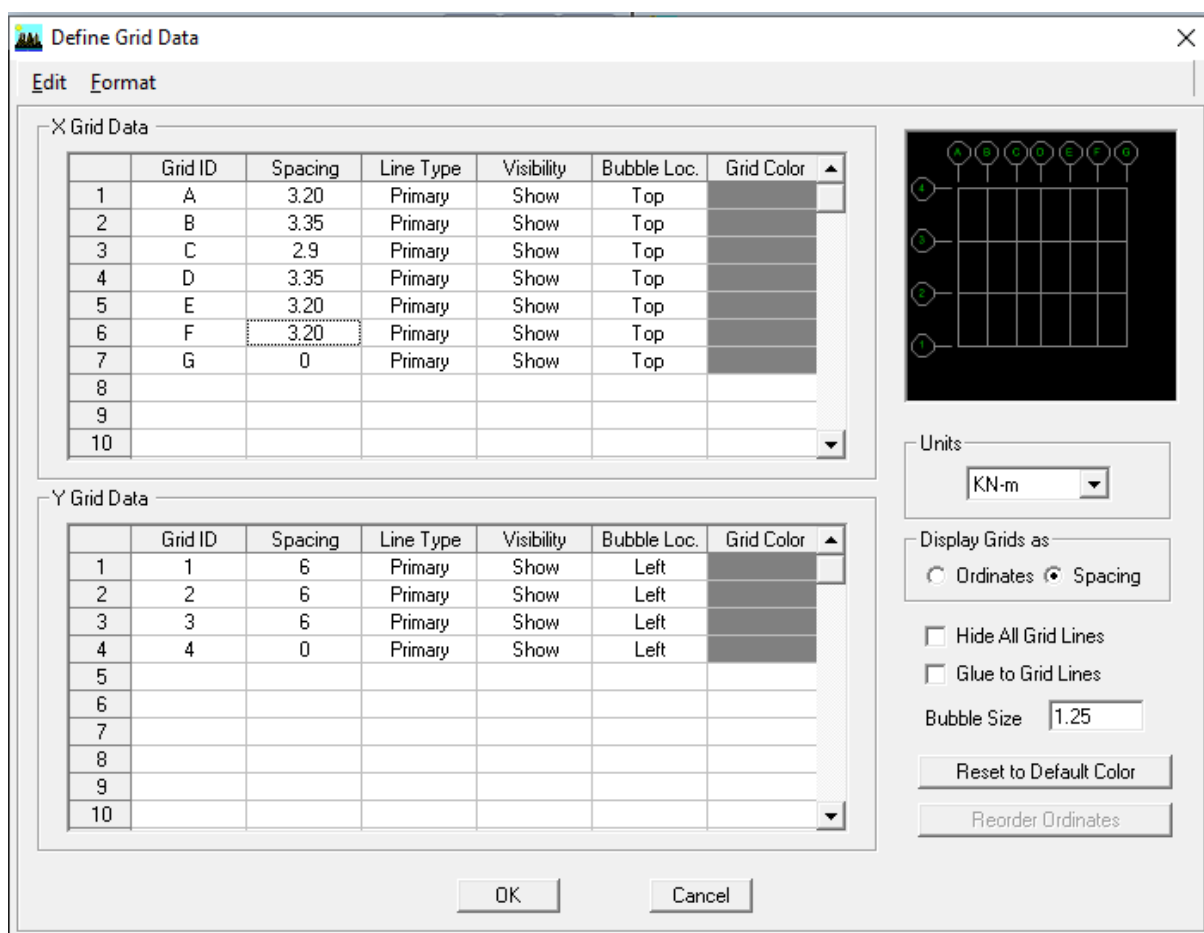 Define Grid Data
Edit Format
X Grid Data
Grid ID Spacing Line Type Visibility Bubble Loc. Grid Color
1 A 3.20 Primary Show Top
2 B 3.35 Primary Show Top
3 C 2.9 Primary Show Top
4 D 3.35 Primary Show Top
5 E 3.20 Primary Show Top
6 F 3.20 Primary Show Top
7 G 0 Primary Show Top
8
9
10
Y Grid Data
Grid ID Spacing Line Type Visibility Bubble Loc. Grid Color
1 1 6 Primary Show Left
2 2 6 Primary Show Left
3 3 6 Primary Show Left
4 4 0 Primary Show Left
5
6
7
8
9
10
A B C D E F G
4
3
2
1
Units
KN-m
Display Grids as
Ordinates Spacing
Hide All Grid Lines
Glue to Grid Lines
Bubble Size 1.25
Reset to Default Color
Reorder Ordinates
OK Cancel